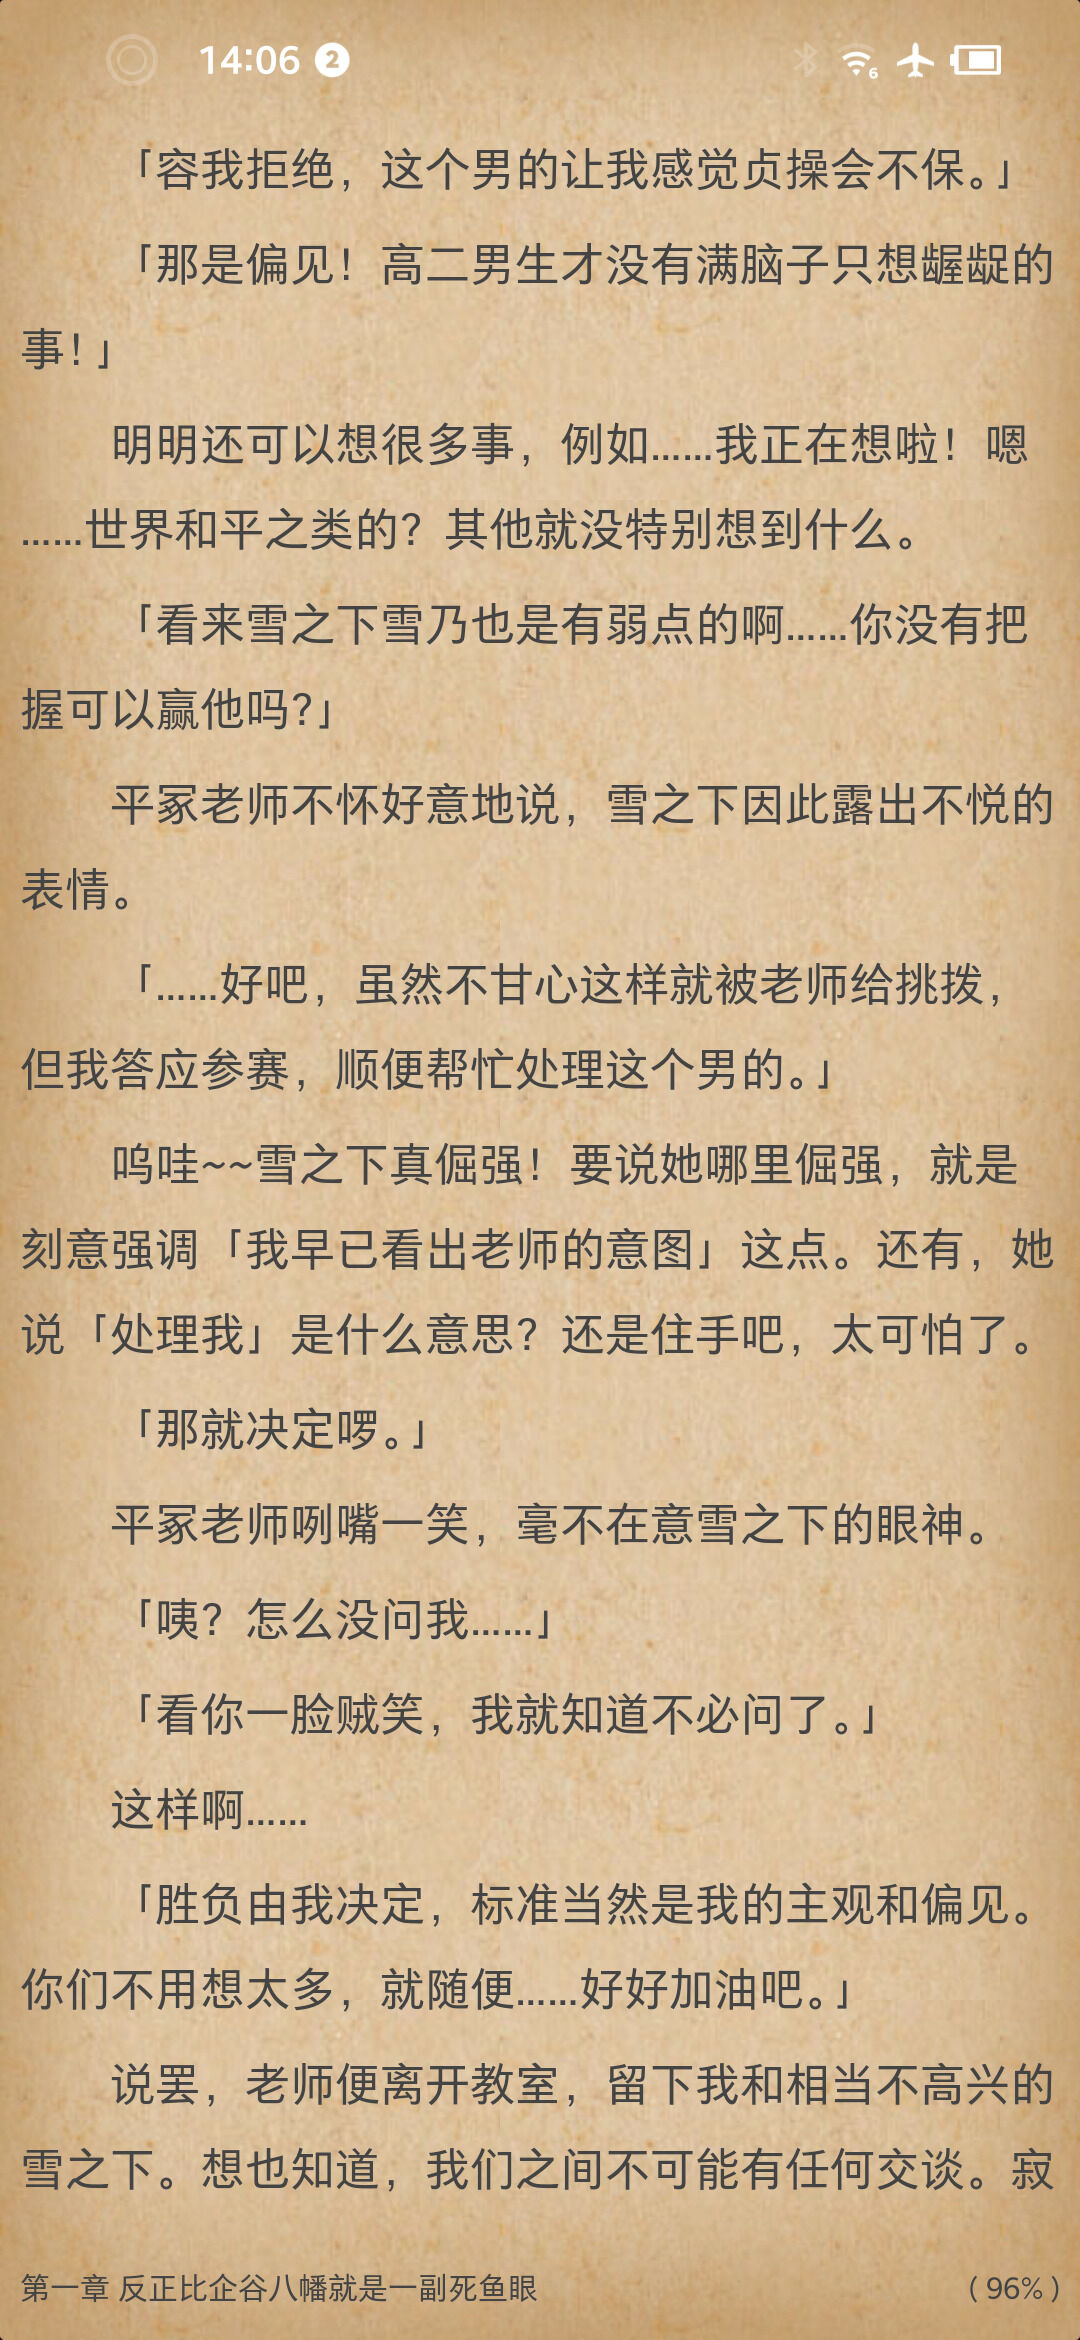 14:06 2
6
「容我拒绝，这个男的让我感觉贞操会不保。」
「那是偏见！高二男生才没有满脑子只想龌龊的
事！」
明明还可以想很多事，例如……我正在想啦！嗯
……世界和平之类的？其他就没特别想到什么。
「看来雪之下雪乃也是有弱点的啊……你没有把
握可以赢他吗？」
平冢老师不怀好意地说，雪之下因此露出不悦的
表情。
「……好吧，虽然不甘心这样就被老师给挑拨，
但我答应参赛，顺便帮忙处理这个男的。」
呜哇~~雪之下真倔强！要说她哪里倔强，就是
刻意强调「我早已看出老师的意图」这点。还有，她
说「处理我」是什么意思？还是住手吧，太可怕了。
「那就决定啰。」
平冢老师咧嘴一笑，毫不在意雪之下的眼神。
「咦？怎么没问我……」
「看你一脸贼笑，我就知道不必问了。」
这样啊……
「胜负由我决定，标准当然是我的主观和偏见。
你们不用想太多，就随便……好好加油吧。」
说罢，老师便离开教室，留下我和相当不高兴的
雪之下。想也知道，我们之间不可能有任何交谈。寂
第一章 反正比企谷八幡就是一副死鱼眼 （96%）